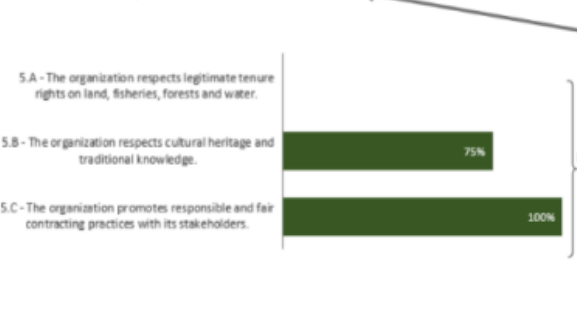 5.A - The organization respects legitimate tenure
rights on land, fisheries, forests and water.
5.B - The organization respects cultural heritage and
traditional knowledge.
75%
5.C - The organization promotes responsible and fair
contracting practices with its stakeholders.
100%